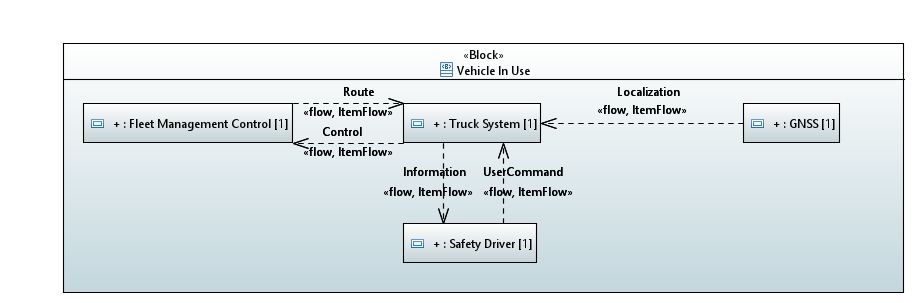 «Block»
Vehicle In Use
Route
«flow, ItemFlow»
Localization
«flow, ItemFlow»
+ : Fleet Management Control [1]
+ : Truck System [1]
+ : GNSS [1]
Control
«flow, ItemFlow»
Information
«flow, ItemFlow»
UserCommand
«flow, ItemFlow»
+ : Safety Driver [1]